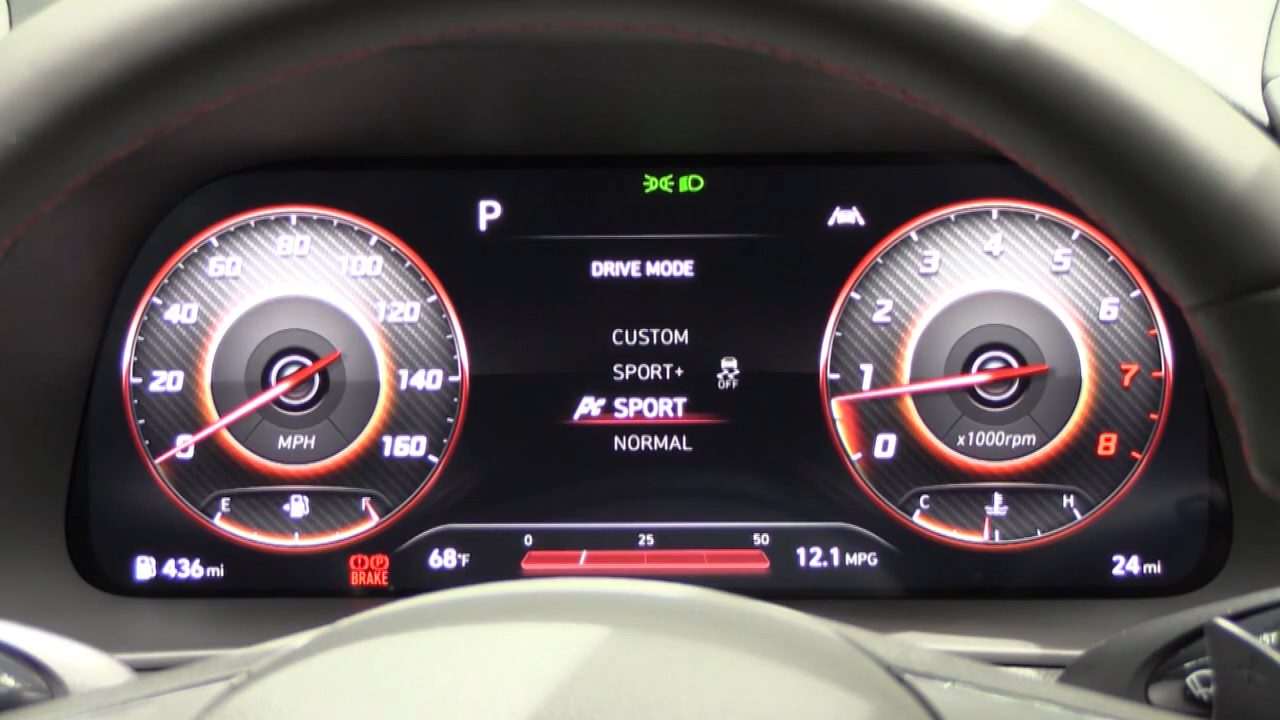 P
DRIVE MODE
CUSTOM
SPORT+
OFF
SPORT
NORMAL
0
20
40
60
80
100
120
140
160
MPH
E
F
0
1
2
3
4
5
6
7
8
x1000rpm
C
H
436 mi
BRAKE
68°F
0 25 50
12.1 MPG
24 mi